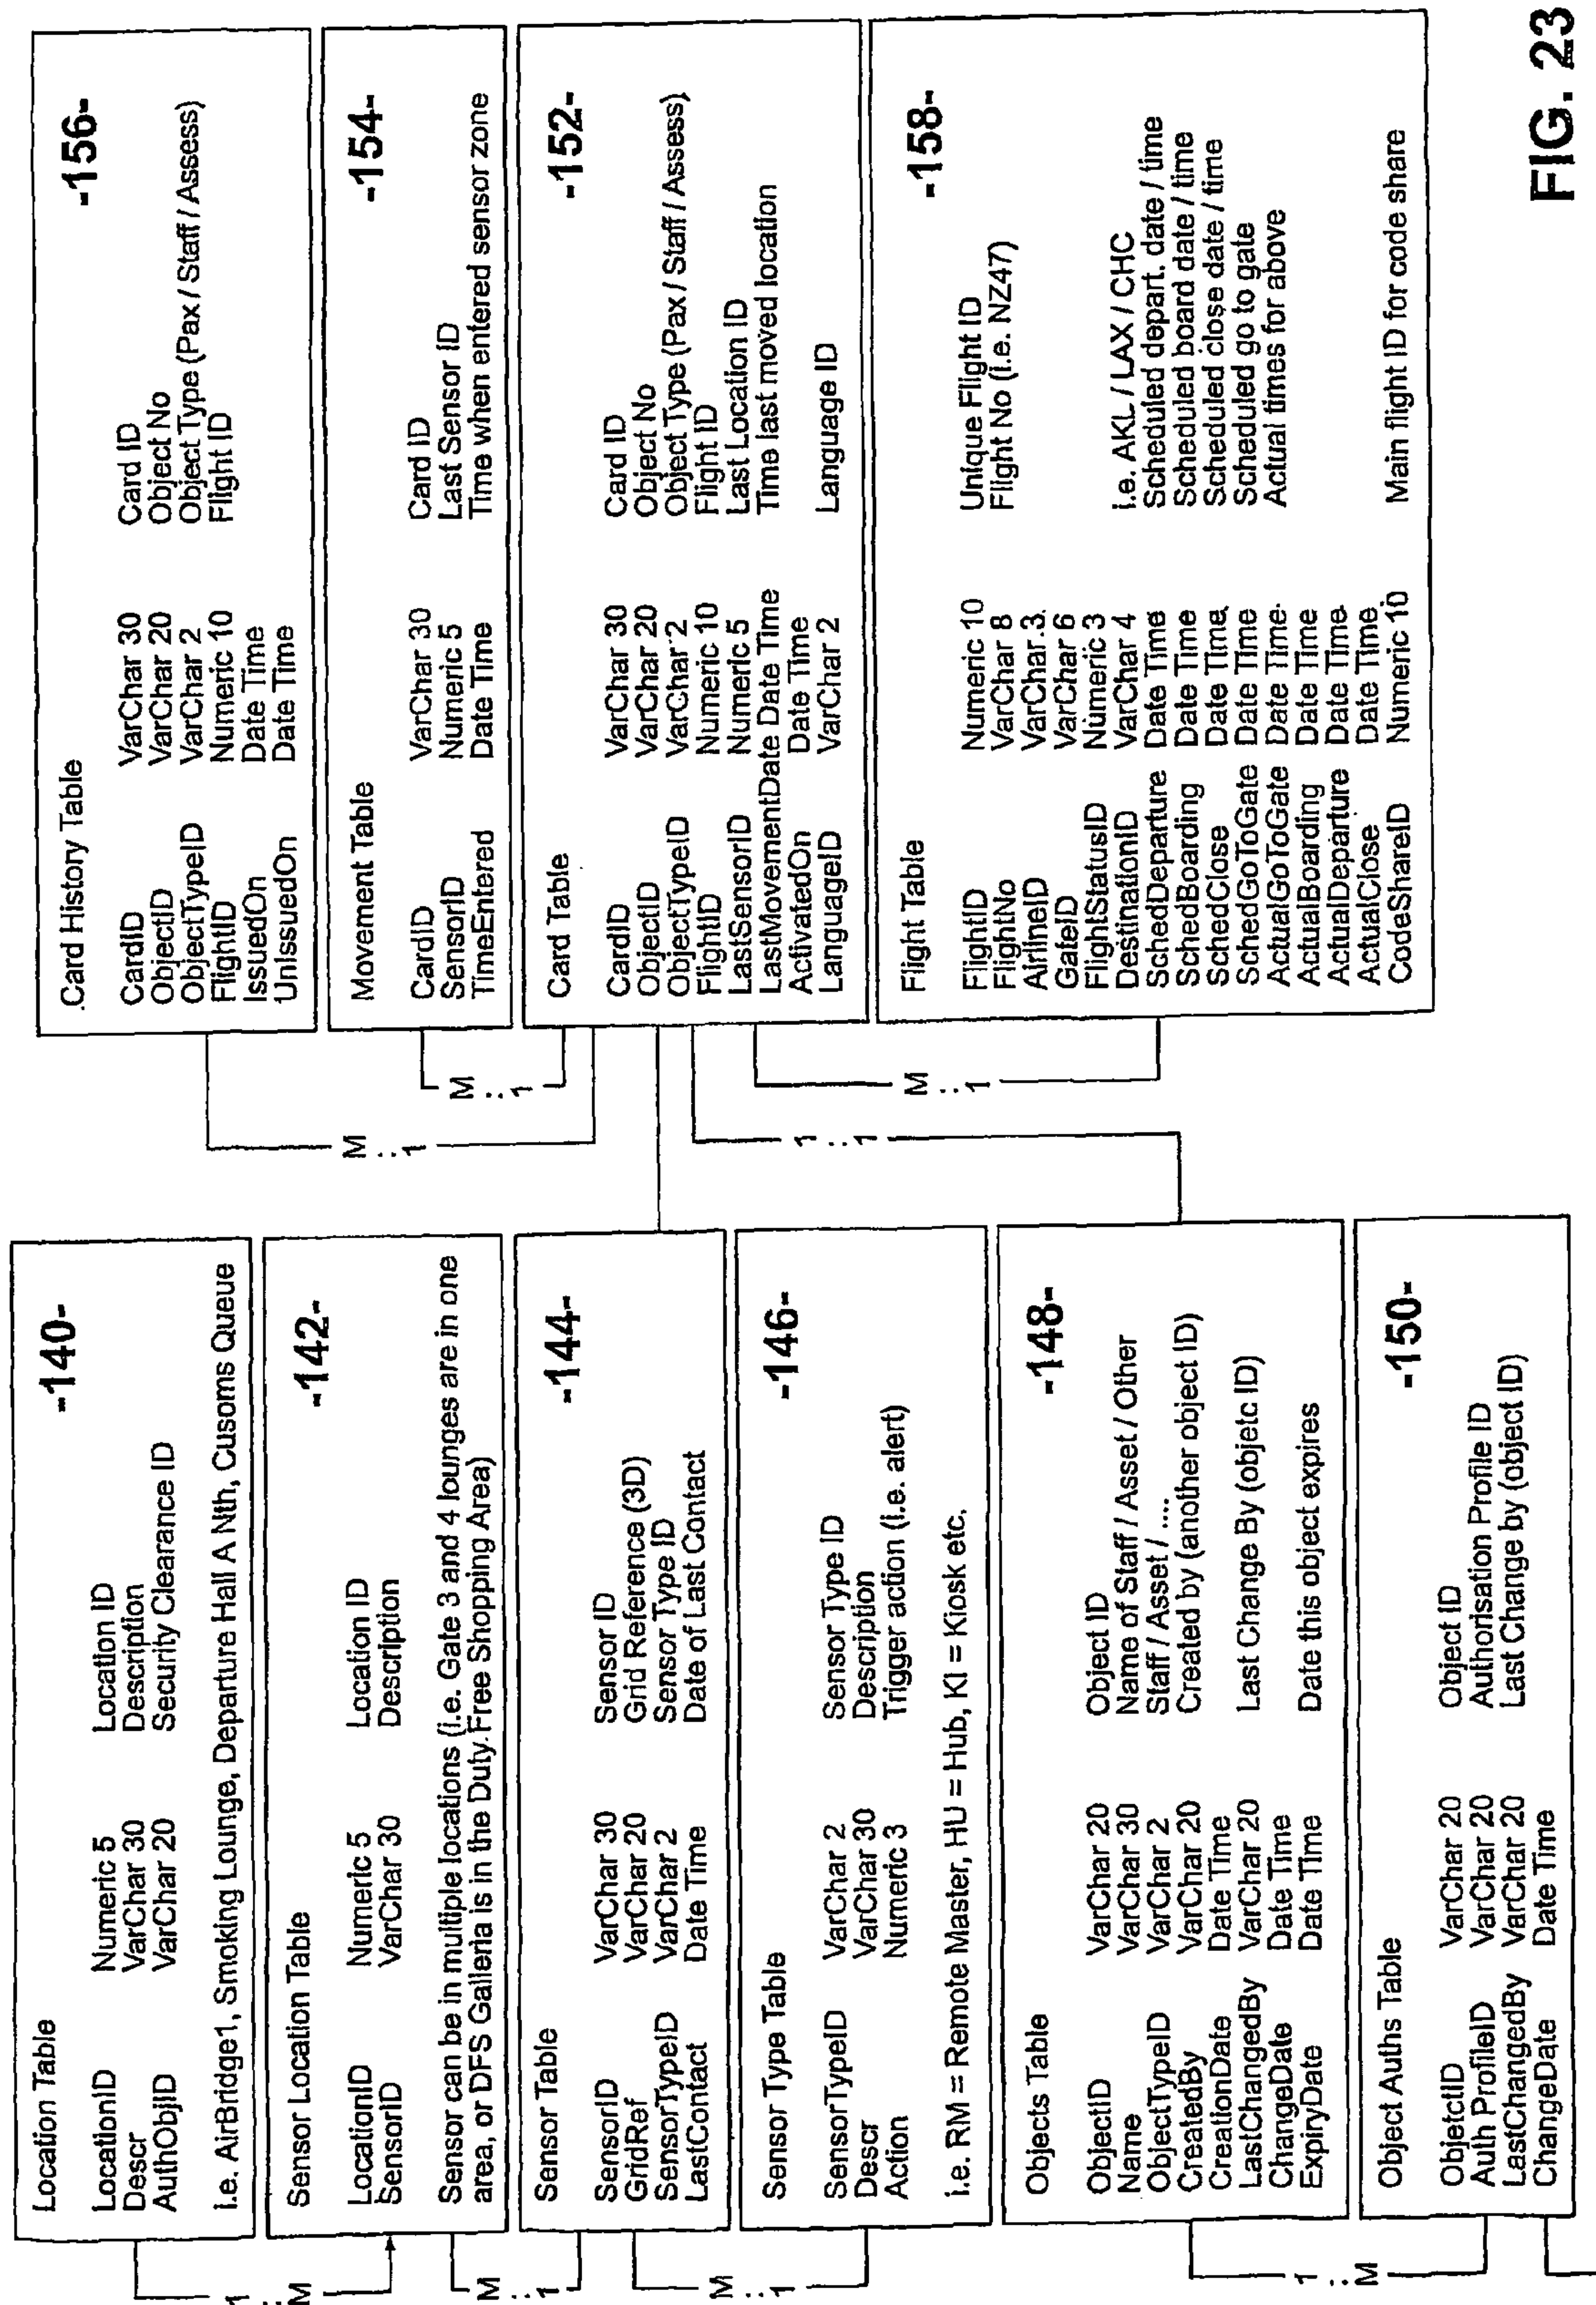 Location Table -140-
LocationID Numeric 5 Location ID
Descr VarChar 30 Description
AuthObjID VarChar 20 Security Clearance ID
i.e. AirBridge1, Smoking Lounge, Departure Hall A Nth, Cusoms Queue
1
:
M
Sensor Location Table -142-
LocationID Numeric 5 Location ID
SensorID VarChar 30 Description
Sensor can be in multiple locations (i.e. Gate 3 and 4 lounges are in one
area, or DFS Galleria is in the Duty.Free Shopping Area)
M
:
1
Sensor Table -144-
SensorID VarChar 30 Sensor ID
GridRef VarChar 20 Grid Reference (3D)
SensorTypeID VarChar 2 Sensor Type ID
LastContact Date Time Date of Last Contact
M
:
1
Sensor Type Table -146-
SensorTypeID VarChar 2 Sensor Type ID
Descr VarChar 30 Description
Action Numeric 3 Trigger action (i.e. alert)
i.e. RM = Remote Master, HU = Hub, KI = Kiosk etc.
Objects Table -148-
ObjectID VarChar 20 Object ID
Name VarChar 30 Name of Staff / Asset / Other
ObjectTypeID VarChar 2 Staff / Asset / ....
CreatedBy VarChar 20 Created by (another object ID)
CreationDate Date Time
LastChangedBy VarChar 20 Last Change By (objetc ID)
ChangeDate Date Time
ExpiryDate Date Time Date this object expires
1
:
M
Object Auths Table -150-
ObjetctID VarChar 20 Object ID
Auth ProfileID VarChar 20 Authorisation Profile ID
LastChangedBy VarChar 20 Last Change by (object ID)
ChangeDate Date Time
.Card History Table -156-
CardID VarChar 30 Card ID
ObjectID VarChar 20 Object No
ObjectTypeID VarChar 2 Object Type (Pax / Staff / Assess)
FlightID Numeric 10 Flight ID
IssuedOn Date Time
UnIssuedOn Date Time
M
:
1
Movement Table -154-
CardID VarChar 30 Card ID
SensorID Numeric 5 Last Sensor ID
TimeEntered Date Time Time when entered sensor zone
M
:
1
Card Table -152-
CardID VarChar 30 Card ID
ObjectID VarChar 20 Object No
ObjectTypeID VarChar 2 Object Type (Pax / Staff / Assess)
FlightID Numeric 10 Flight ID
LastSensorID Numeric 5 Last Location ID
LastMovementDate Date Time Time last moved location
ActivatedOn Date Time
LanguageID VarChar 2 Language ID
1
:
1
M
:
1
Flight Table -158-
FlightID Numeric 10 Unique Flight ID
FlightNo VarChar 8 Flight No (i.e. NZ47)
AirlineID VarChar.3.
GateID VarChar 6
FlightStatusID Numeric 3
DestinationID VarChar 4 i.e. AKL / LAX / CHC
SchedDeparture Date Time Scheduled depart. date / time
SchedBoarding Date Time Scheduled board date / time
SchedClose Date Time Scheduled close date / time
SchedGoToGate Date Time Scheduled go to gate
ActualGoToGate Date Time Actual times for above
ActualBoarding Date Time
ActualDeparture Date Time
ActualClose Date Time
CodeShareID Numeric 10 Main flight ID for code share
FIG. 23